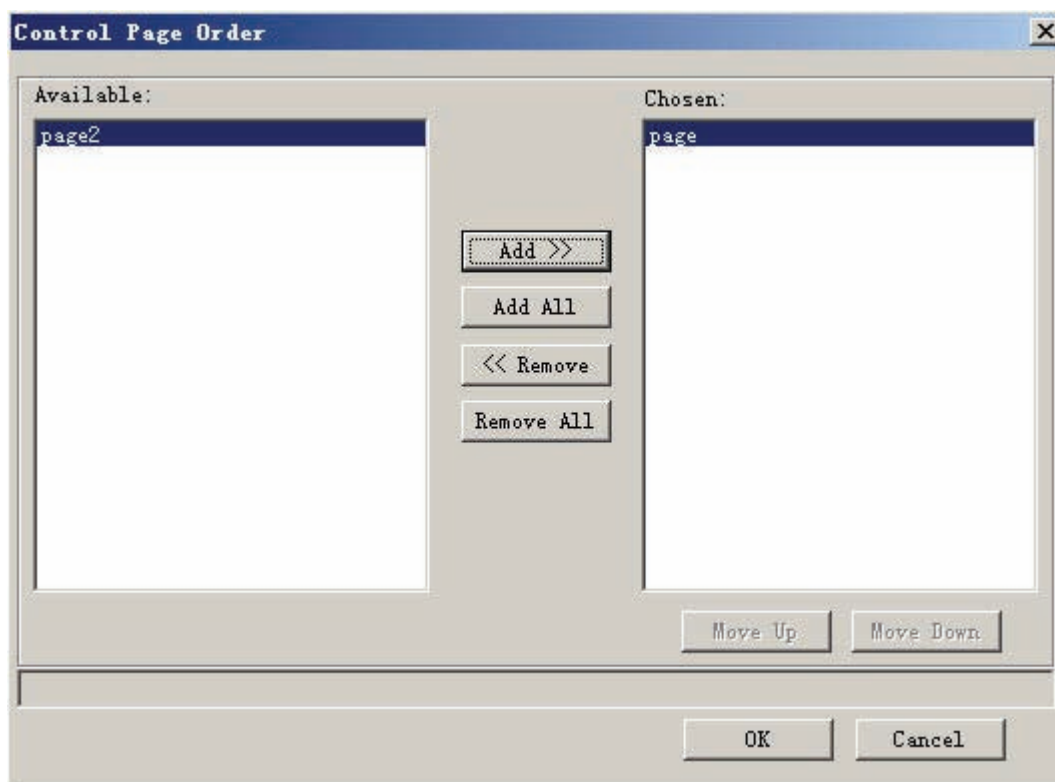 Control Page Order
Available:
Chosen:
page2
page
Add >>
Add All
<< Remove
Remove All
Move Up
Move Down
OK
Cancel